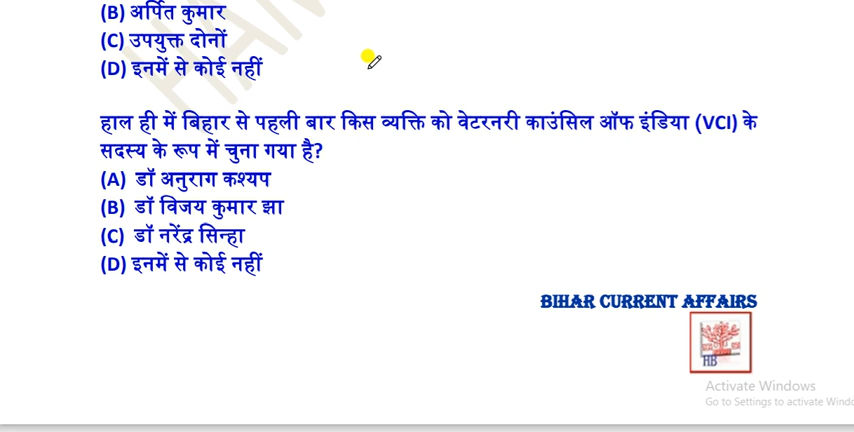 (B) अर्पित कुमार
(C) उपयुक्त दोनों
(D) इनमें से कोई नहीं
हाल ही में बिहार से पहली बार किस व्यक्ति को वेटरनरी काउंसिल ऑफ इंडिया (VCI) के
सदस्य के रूप में चुना गया है?
(A) डॉ अनुराग कश्यप
(B) डॉ विजय कुमार झा
(C) डॉ नरेंद्र सिन्हा
(D) इनमें से कोई नहीं
BIHAR CURRENT AFFAIRS
HB
Activate Windows
Go to Settings to activate Windo